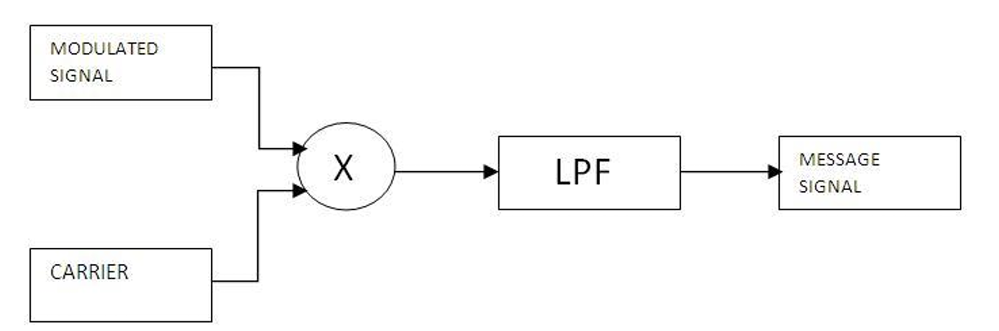 MODULATED
SIGNAL
X
LPF
MESSAGE
SIGNAL
CARRIER